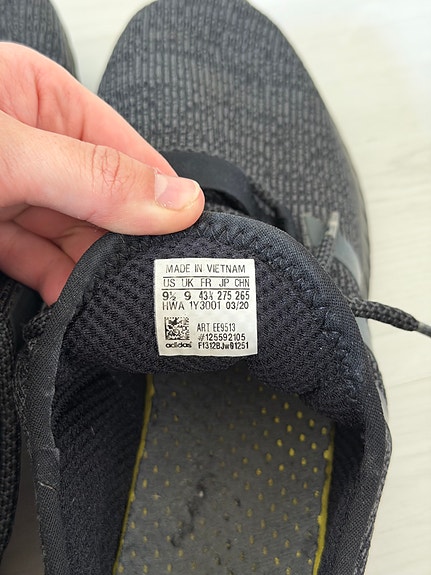 MADE IN VIETNAM
US UK FR JP CHN
9½ 9 43⅓ 275 265
HWA 1Y3001 03/20
ART EE9513
#125592105
adidas F1312BJW01251